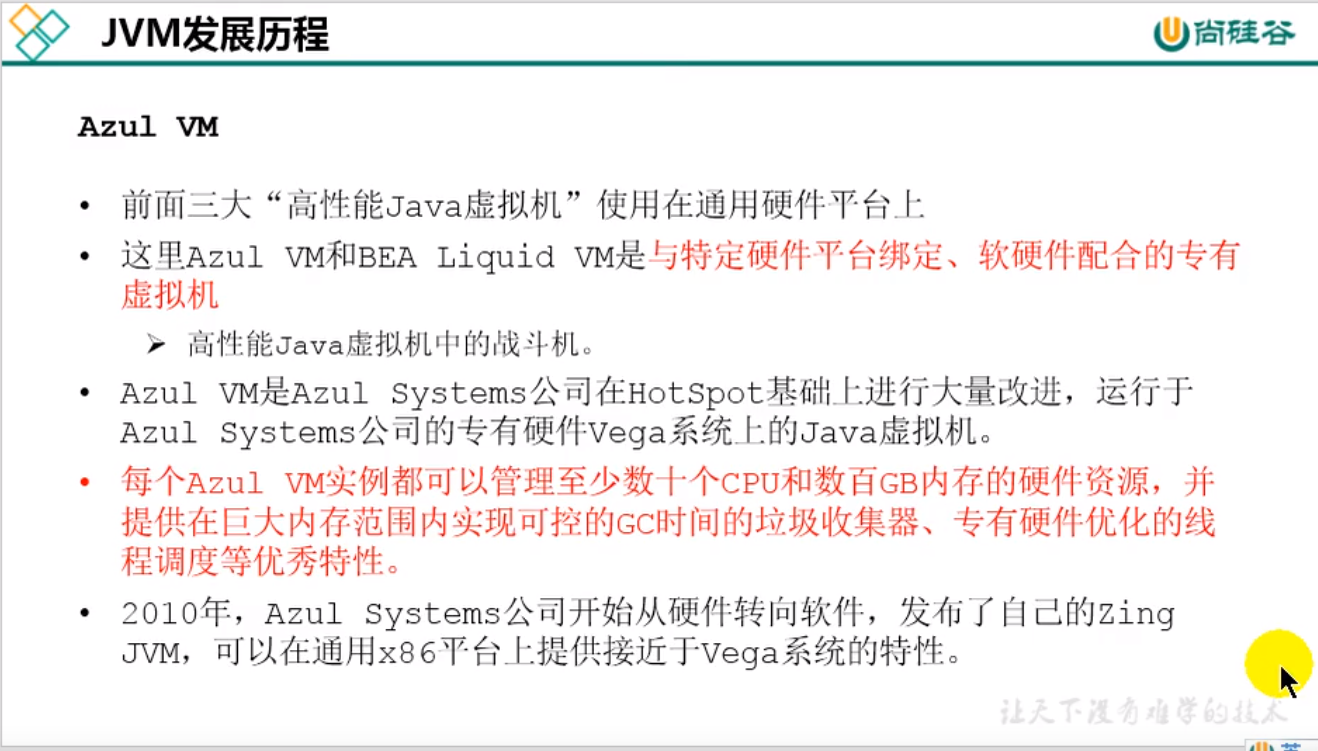 JVM发展历程
尚硅谷
Azul VM
• 前面三大“高性能Java虚拟机”使用在通用硬件平台上
• 这里Azul VM和BEA Liquid VM是与特定硬件平台绑定、软硬件配合的专有
虚拟机
➢ 高性能Java虚拟机中的战斗机。
• Azul VM是Azul Systems公司在HotSpot基础上进行大量改进，运行于
Azul Systems公司的专有硬件Vega系统上的Java虚拟机。
• 每个Azul VM实例都可以管理至少数十个CPU和数百GB内存的硬件资源，并
提供在巨大内存范围内实现可控的GC时间的垃圾收集器、专有硬件优化的线
程调度等优秀特性。
• 2010年，Azul Systems公司开始从硬件转向软件，发布了自己的Zing
JVM，可以在通用x86平台上提供接近于Vega系统的特性。
让天下没有难学的技术